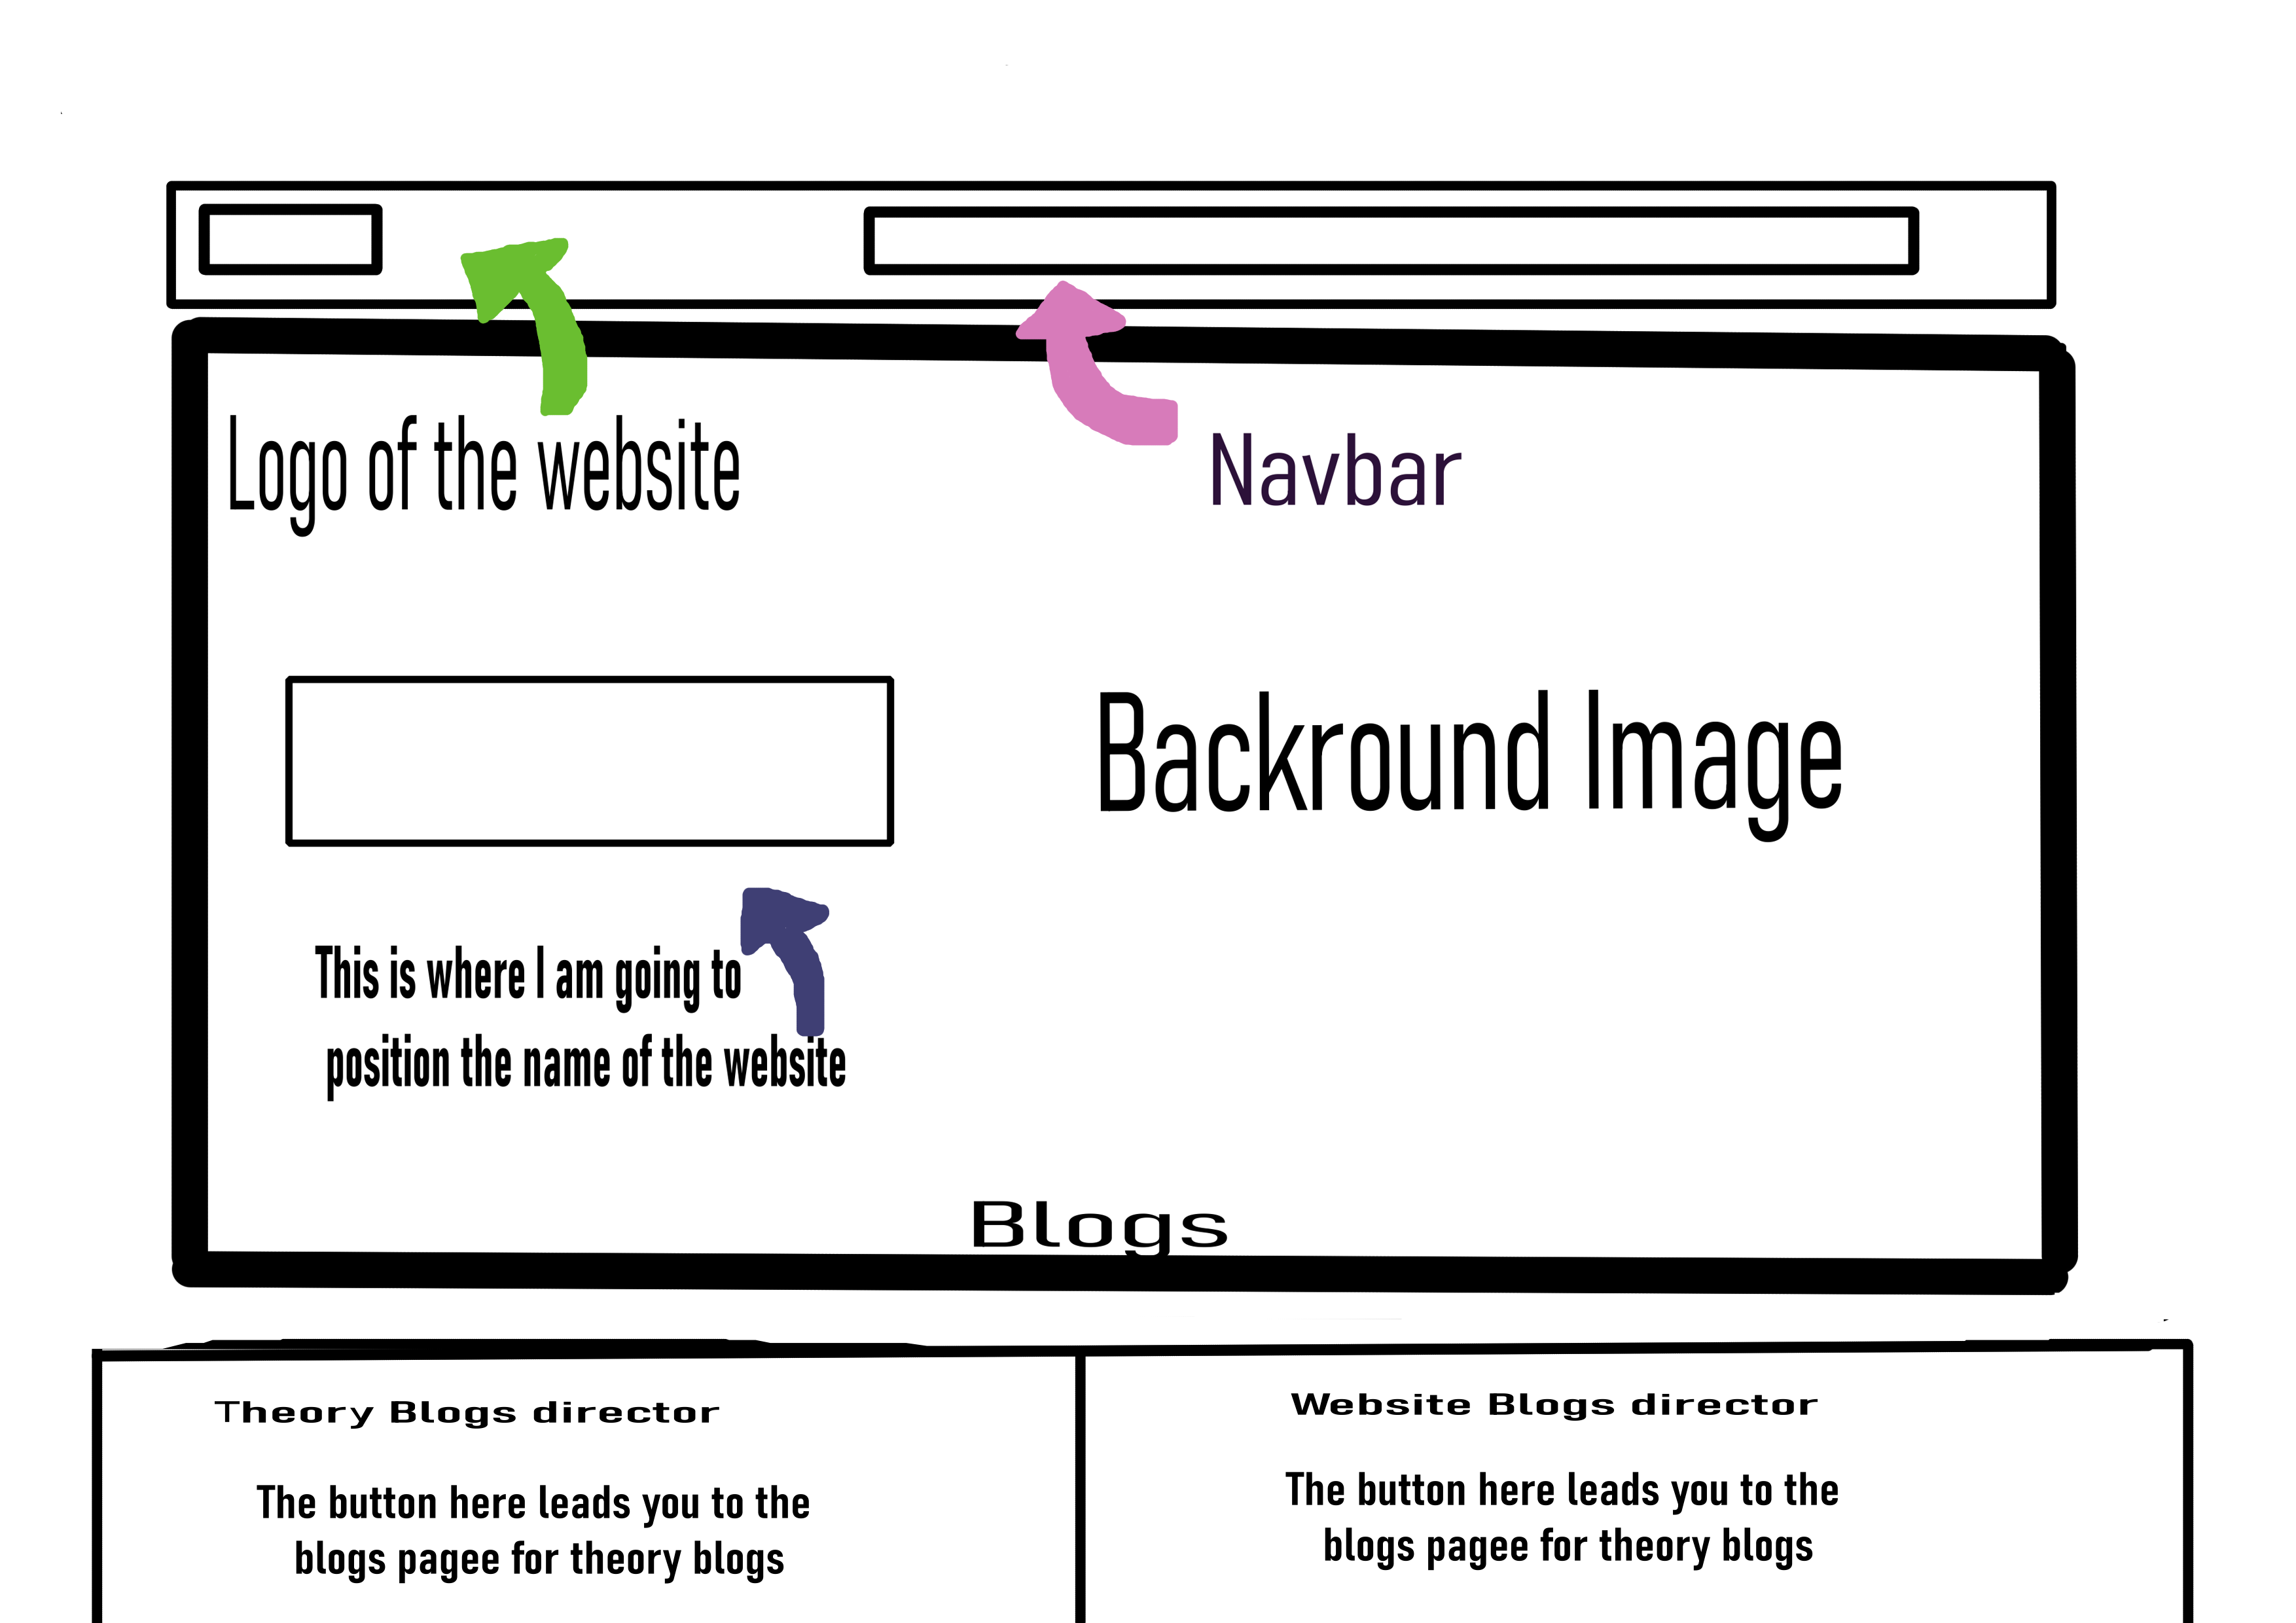 Logo of the website
Navbar
Backround Image
This is where I am going to
position the name of the website
Blogs
Theory Blogs director
The button here leads you to the
blogs pagee for theory blogs
Website Blogs director
The button here leads you to the
blogs pagee for theory blogs